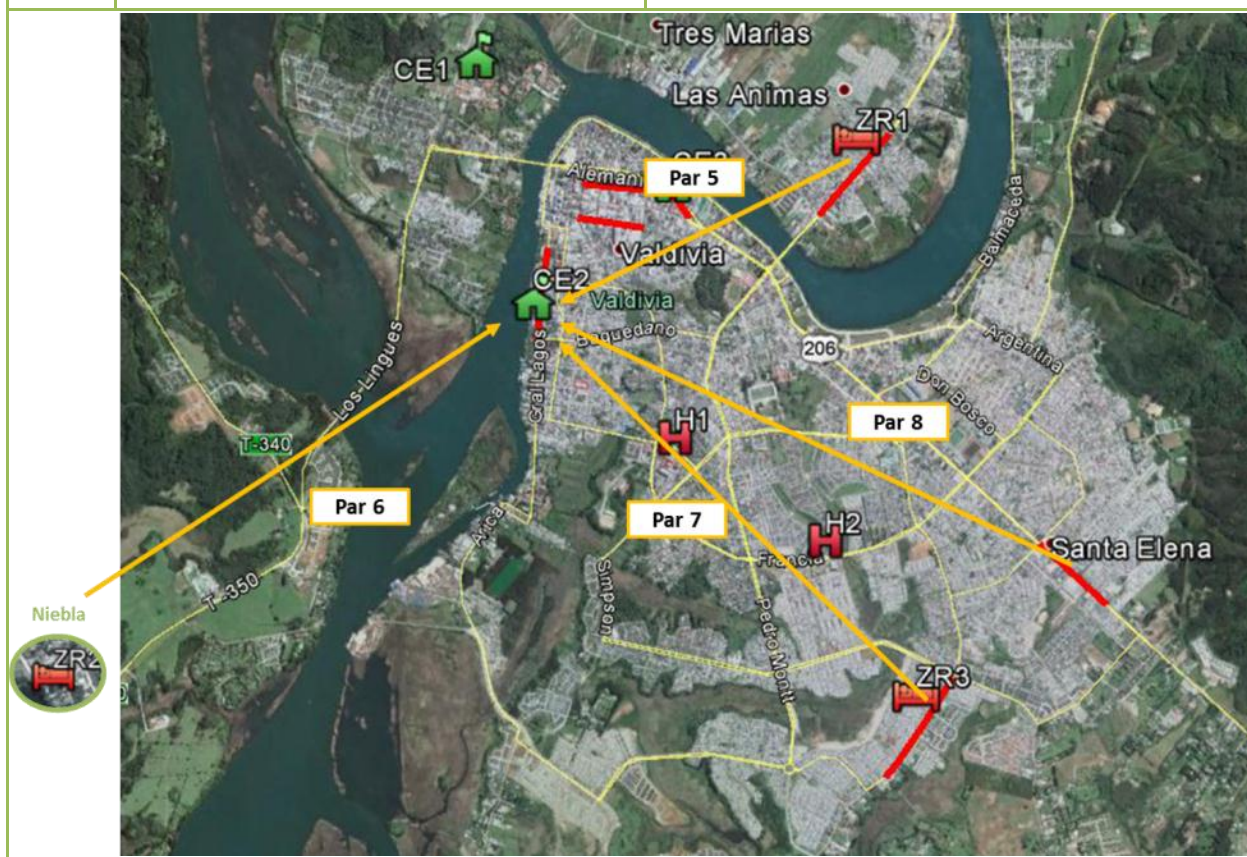 Tres Marias
CE1
Las Animas
ZR1
Par 5
Valdivia
CE2
Valdivia
Baquedano
Balmaceda
Argentina
206
Los-Lingues
Gral Lagos
Don Bosco
Par 8
H1
T-340
Par 6
Par 7
Arica
H2
Francia
Santa Elena
T-350
Simpson
Pedro Montt
Niebla
ZR2
ZR3